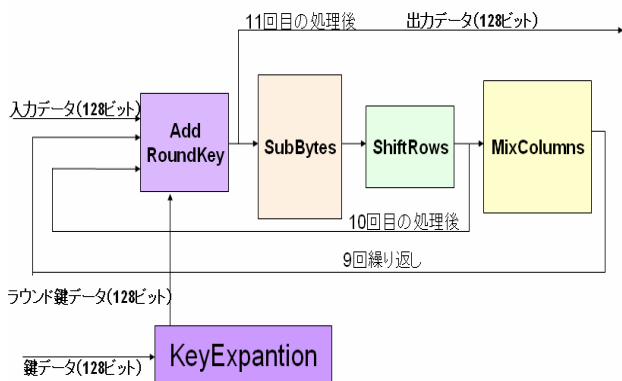 11回目の処理後
出力データ(128ビット)
入力データ(128ビット)
Add
RoundKey
SubBytes
ShiftRows
MixColumns
10回目の処理後
9回繰り返し
ラウンド鍵データ(128ビット)
KeyExpantion
鍵データ(128ビット)